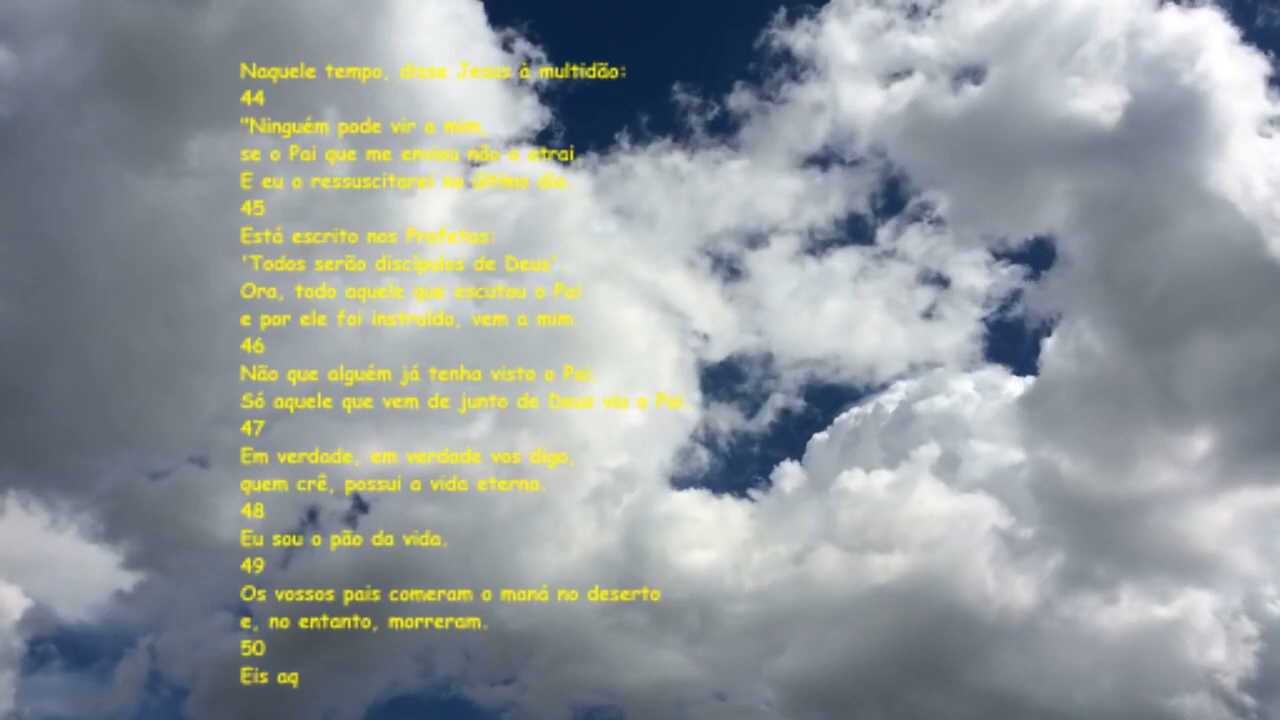 Naquele tempo, disse Jesus à multidão:
44
"Ninguém pode vir a mim,
se o Pai que me enviou não o atrai.
E eu o ressuscitarei no último dia.
45
Está escrito nos Profetas:
'Todos serão discípulos de Deus'.
Ora, todo aquele que escutou o Pai
e por ele foi instruído, vem a mim.
46
Não que alguém já tenha visto o Pai.
Só aquele que vem de junto de Deus viu o Pai.
47
Em verdade, em verdade vos digo,
quem crê, possui a vida eterna.
48
Eu sou o pão da vida.
49
Os vossos pais comeram o maná no deserto
e, no entanto, morreram.
50
Eis aq